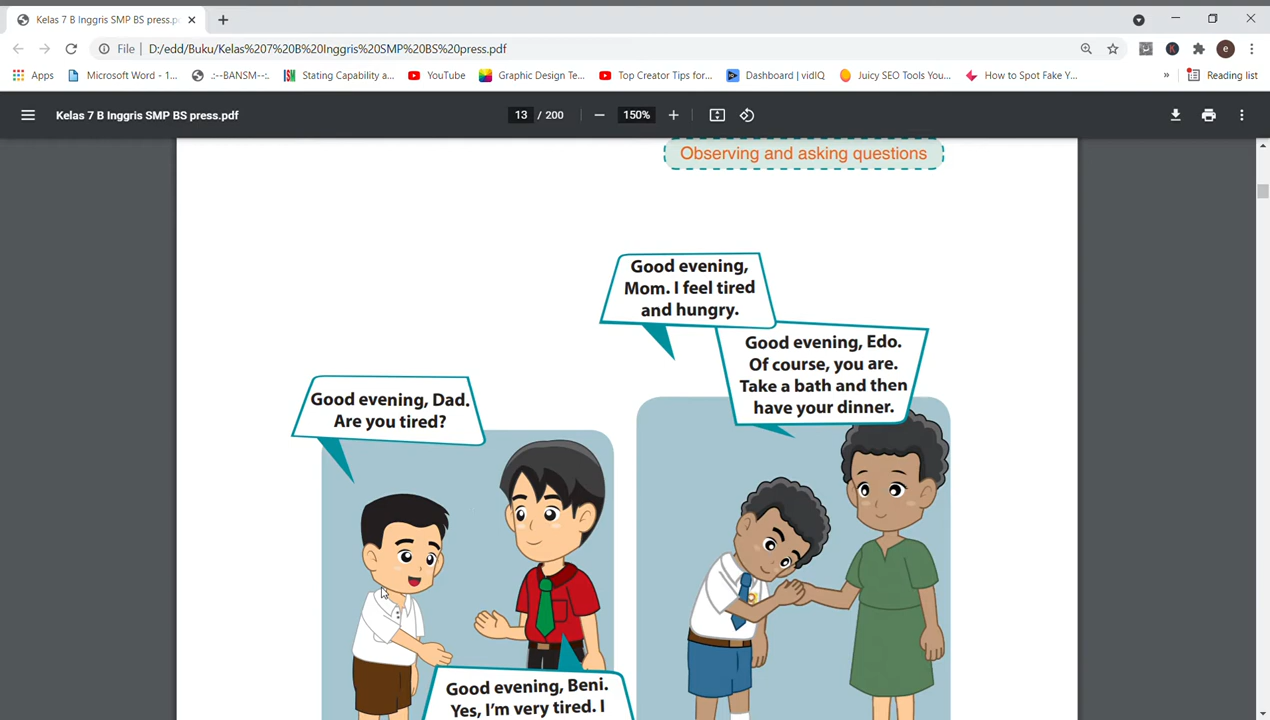 Kelas 7 B Inggris SMP BS press.p
File
D:/edd/Buku/Kelas%207%20B%20Inggris%20SMP%20BS%20press.pdf
Apps
Microsoft Word - 1...
.:--BANSM--:.
Stating Capability a...
YouTube
Graphic Design Te...
Top Creator Tips for...
Dashboard | vidIQ
Juicy SEO Tools You...
How to Spot Fake Y...
»
Reading list
Kelas 7 B Inggris SMP BS press.pdf
13 / 200
150%
Observing and asking questions
Good evening,
Mom. I feel tired
and hungry.
Good evening, Edo.
Of course, you are.
Take a bath and then
have your dinner.
Good evening, Dad.
Are you tired?
Good evening, Beni.
Yes, I'm very tired. I